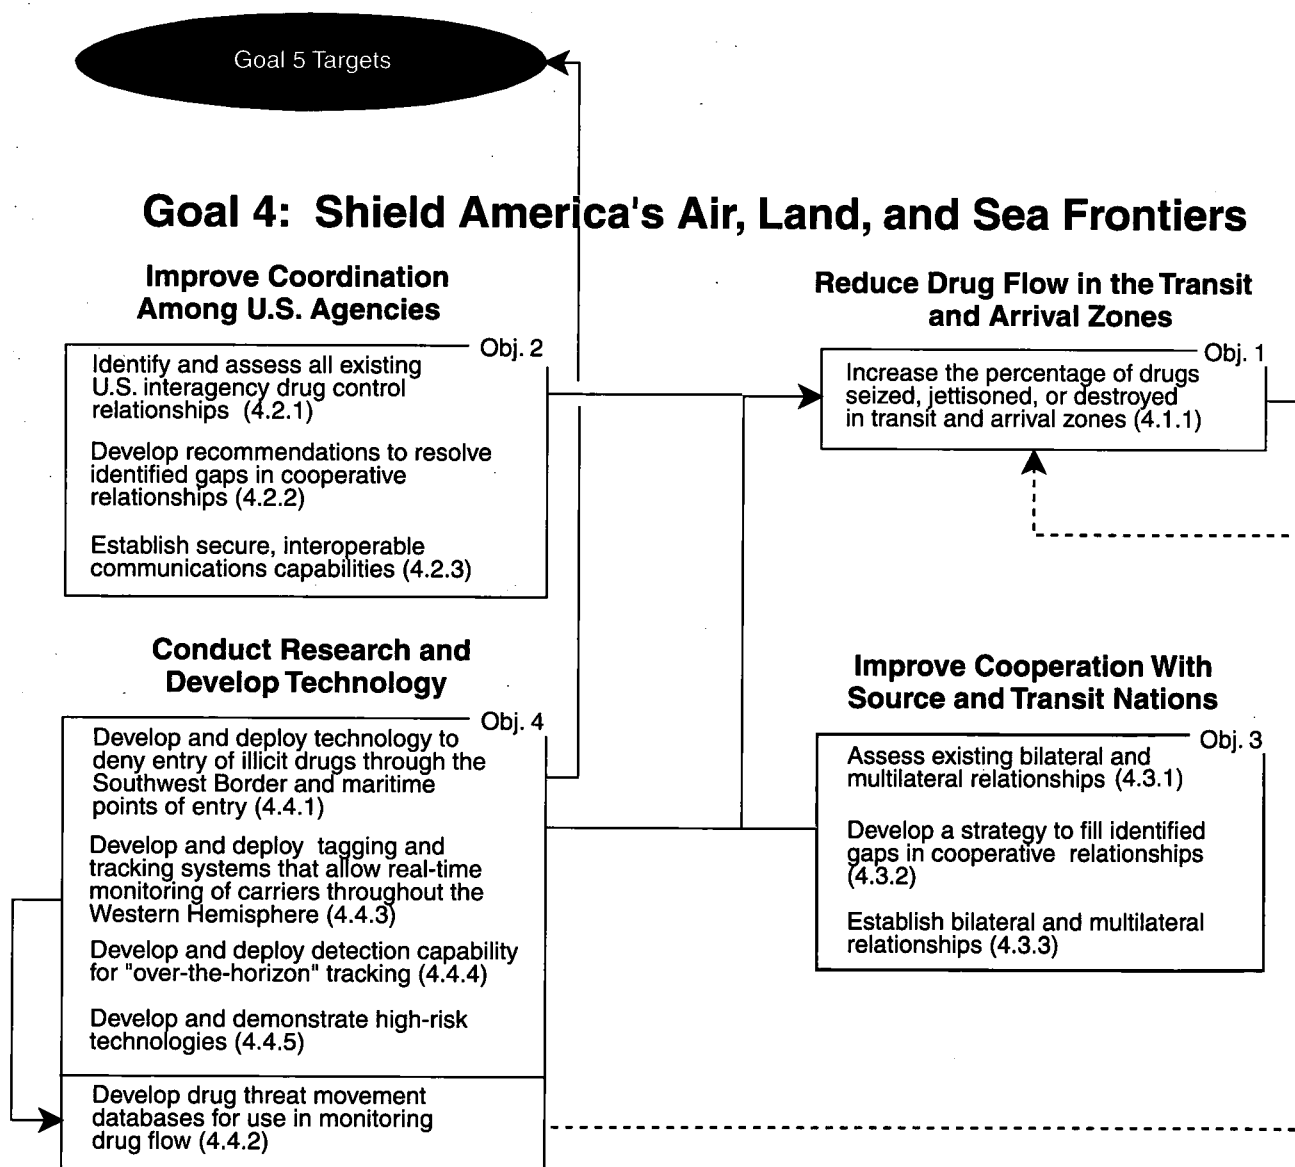 Goal 5 Targets
Goal 4: Shield America's Air, Land, and Sea Frontiers
Improve Coordination
Among U.S. Agencies
Obj. 2
Identify and assess all existing
U.S. interagency drug control
relationships (4.2.1)
Develop recommendations to resolve
identified gaps in cooperative
relationships (4.2.2)
Establish secure, interoperable
communications capabilities (4.2.3)
Reduce Drug Flow in the Transit
and Arrival Zones
Obj. 1
Increase the percentage of drugs
seized, jettisoned, or destroyed
in transit and arrival zones (4.1.1)
Conduct Research and
Develop Technology
Obj. 4
Develop and deploy technology to
deny entry of illicit drugs through the
Southwest Border and maritime
points of entry (4.4.1)
Develop and deploy tagging and
tracking systems that allow real-time
monitoring of carriers throughout the
Western Hemisphere (4.4.3)
Develop and deploy detection capability
for "over-the-horizon" tracking (4.4.4)
Develop and demonstrate high-risk
technologies (4.4.5)
Develop drug threat movement
databases for use in monitoring
drug flow (4.4.2)
Improve Cooperation With
Source and Transit Nations
Obj. 3
Assess existing bilateral and
multilateral relationships (4.3.1)
Develop a strategy to fill identified
gaps in cooperative relationships
(4.3.2)
Establish bilateral and multilateral
relationships (4.3.3)